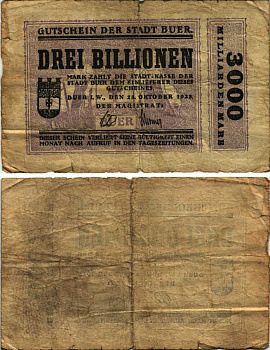 GUTSCHEIN DER STADT BUER.
DREI BILLIONEN
MARK ZAHLT DIE STADTKASSE DER
STADT BUER DEM EINLIEFERER DIESES
GUTSCHEINES
BUER I.W., DEN 25. OKTOBER 1923.
DER MAGISTRAT:
BUER
DIESER SCHEIN VERLIERT SEINE GÜLTIGKEIT EINEN
MONAT NACH AUFRUF IN DEN TAGESZEITUNGEN.
3000
MILLIARDEN MARK